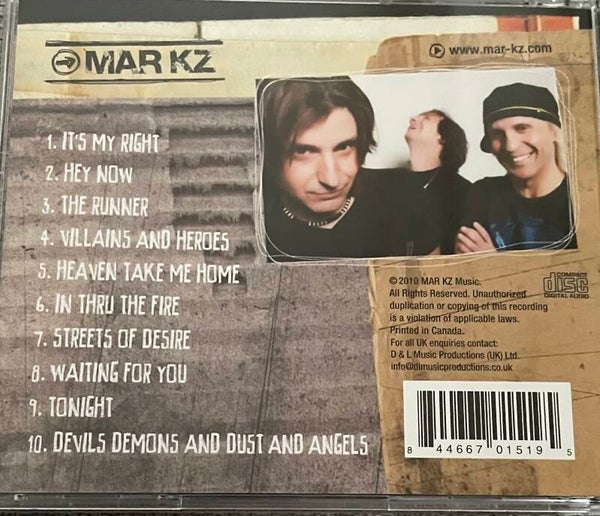 MAR KZ
www.mar-kz.com
1. IT'S MY RIGHT
2. HEY NOW
3. THE RUNNER
4. VILLAINS AND HEROES
5. HEAVEN TAKE ME HOME
6. IN THRU THE FIRE
7. STREETS OF DESIRE
8. WAITING FOR YOU
9. TONIGHT
10. DEVILS DEMONS AND DUST AND ANGELS
©2010 MAR KZ Music.
All Rights Reserved. Unauthorized
duplication or copying of this recording
is a violation of applicable laws.
Printed in Canada.
For all UK enquiries contact:
D & L Music Productions (UK) Ltd.
info@dlmusicproductions.co.uk
COMPACT
disc
DIGITAL AUDIO
8 44667 01519 5